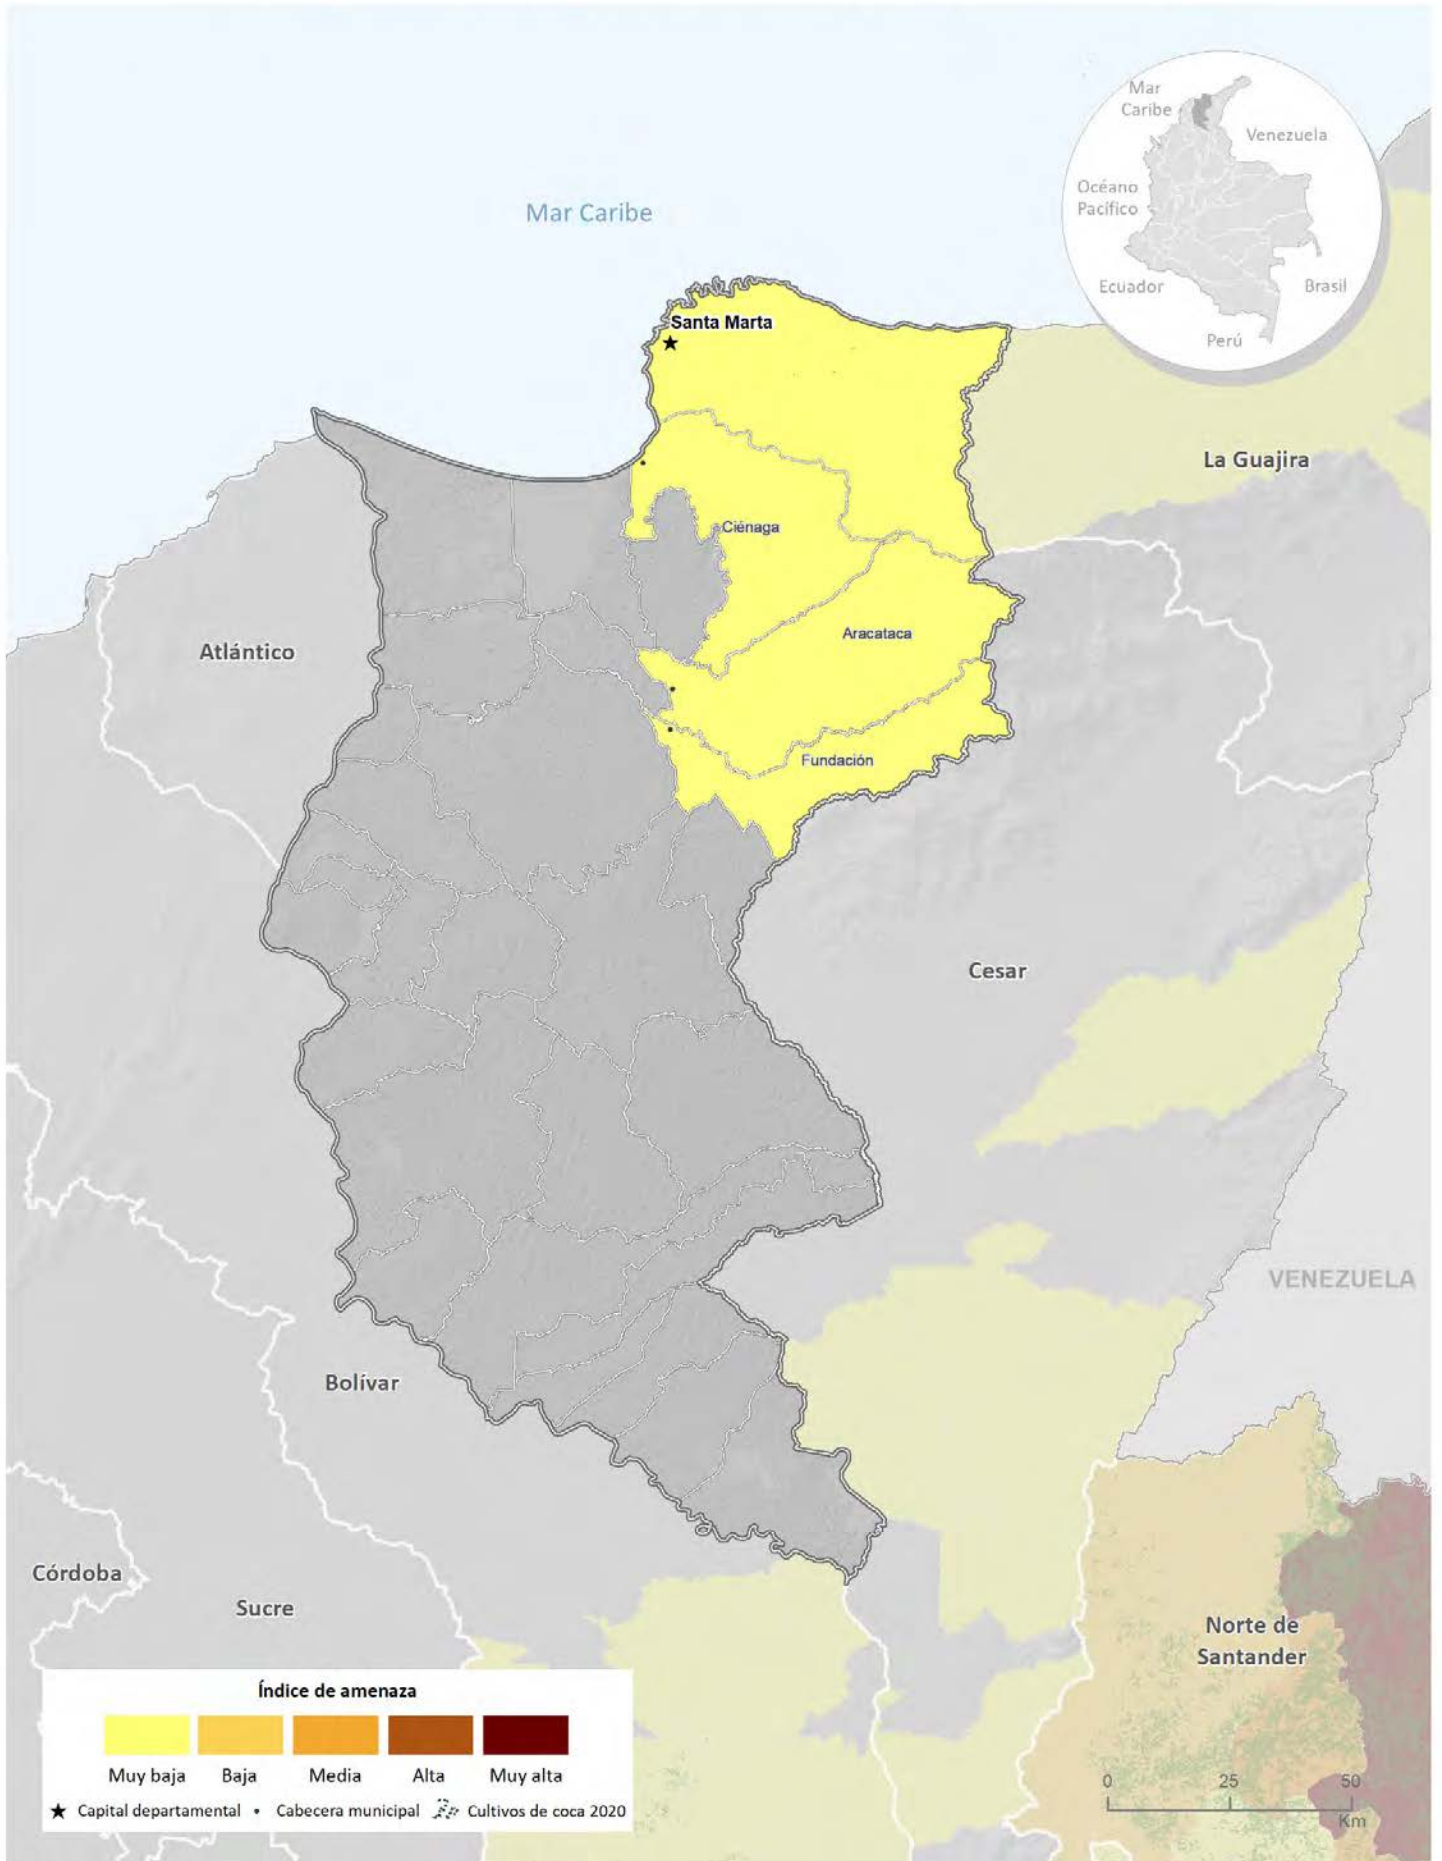 Mar
Caribe
Venezuela
Océano
Pacífico
Ecuador
Brasil
Perú
Mar Caribe
Santa Marta
La Guajira
Ciénaga
Atlántico
Aracataca
Fundación
Cesar
VENEZUELA
Bolívar
Córdoba
Sucre
Norte de
Santander
Índice de amenaza
Muy baja Baja Media Alta Muy alta
Capital departamental Cabecera municipal Cultivos de coca 2020
0 25 50
Km